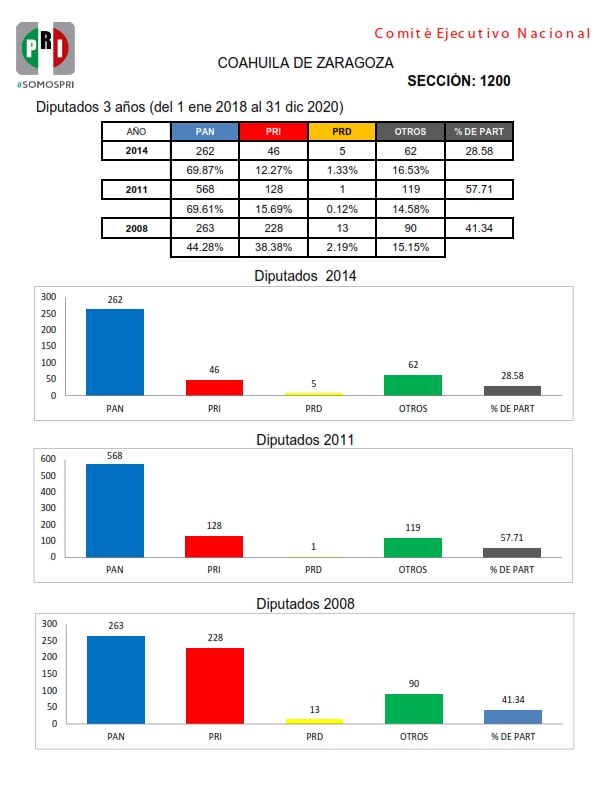 Comité Ejecutivo Nacional
PRI
#SOMOSPRI
COAHUILA DE ZARAGOZA
SECCIÓN: 1200
Diputados 3 años (del 1 ene 2018 al 31 dic 2020)
AÑO PAN PRI PRD OTROS % DE PART
2014 262 46 5 62 28.58
69.87% 12.27% 1.33% 16.53%
2011 568 128 1 119 57.71
69.61% 15.69% 0.12% 14.58%
2008 263 228 13 90 41.34
44.28% 38.38% 2.19% 15.15%
Diputados 2014
300
250
200
150
100
50
0
262 46 5 62 28.58
PAN PRI PRD OTROS % DE PART
Diputados 2011
600
500
400
300
200
100
0
568 128 1 119 57.71
PAN PRI PRD OTROS % DE PART
Diputados 2008
300
250
200
150
100
50
0
263 228 13 90 41.34
PAN PRI PRD OTROS % DE PART